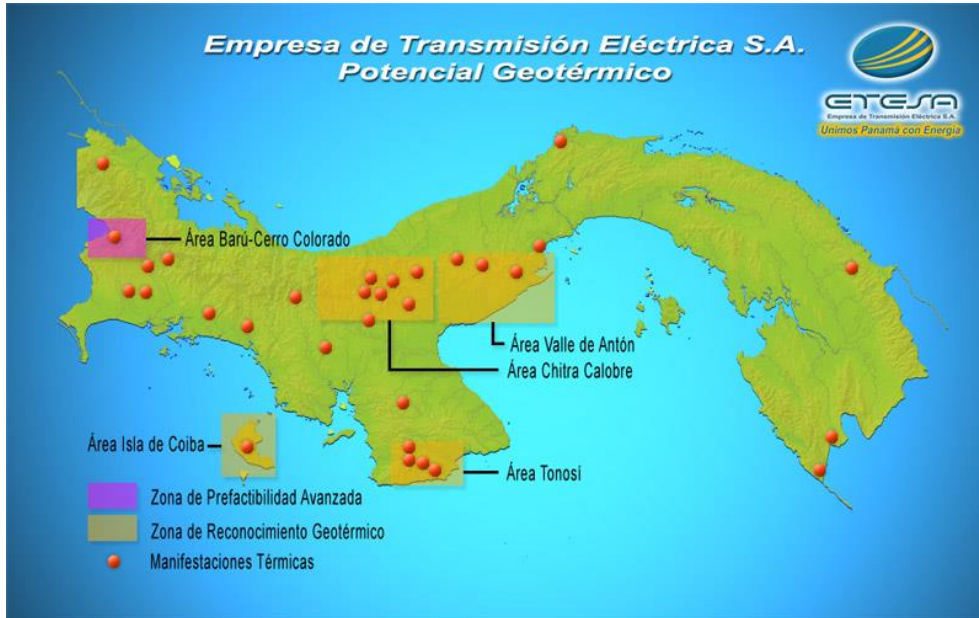 Empresa de Transmisión Eléctrica S.A.
Potencial Geotérmico
ETESA
Empresa de Transmisión Eléctrica S.A.
Unimos Panamá con Energía
Área Barú-Cerro Colorado
Área Valle de Antón
Área Chitra Calobre
Área Isla de Coiba
Área Tonosí
Zona de Prefactibilidad Avanzada
Zona de Reconocimiento Geotérmico
Manifestaciones Térmicas